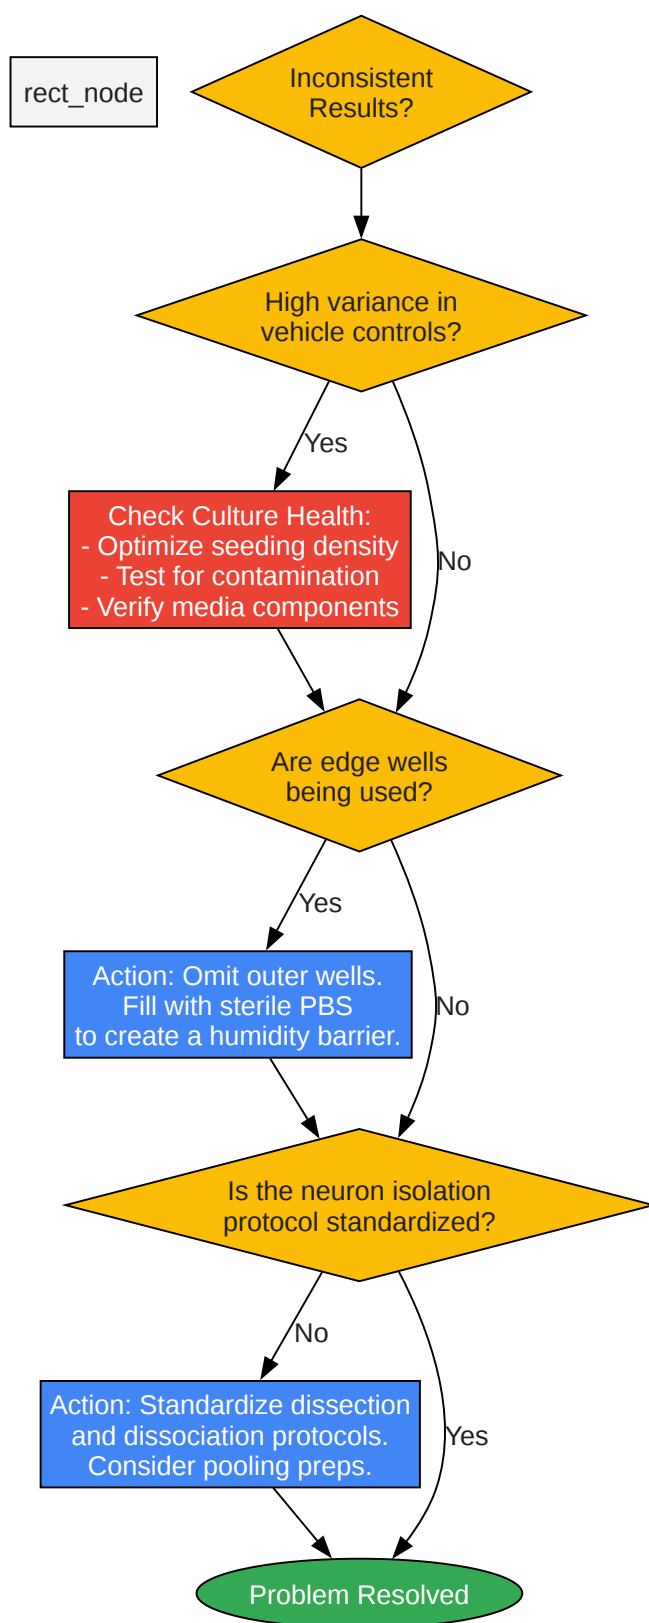 rect_node
Inconsistent
Results?
High variance in
vehicle controls?
Yes
Check Culture Health:
- Optimize seeding density
- Test for contamination
- Verify media components
No
Are edge wells
being used?
Yes
Action: Omit outer wells.
Fill with sterile PBS
to create a humidity barrier.
No
Is the neuron isolation
protocol standardized?
No
Action: Standardize dissection
and dissociation protocols.
Consider pooling preps.
Yes
Problem Resolved